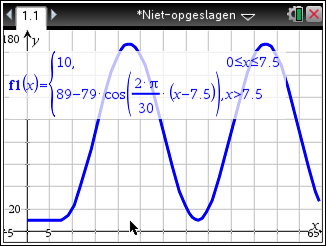 1.1 *Niet-opgeslagen
180 y
f1(x)= { 10, 0≤x≤7.5
89−79·cos(2·π/30·(x−7.5)),x>7.5
20
-5 5 x 65